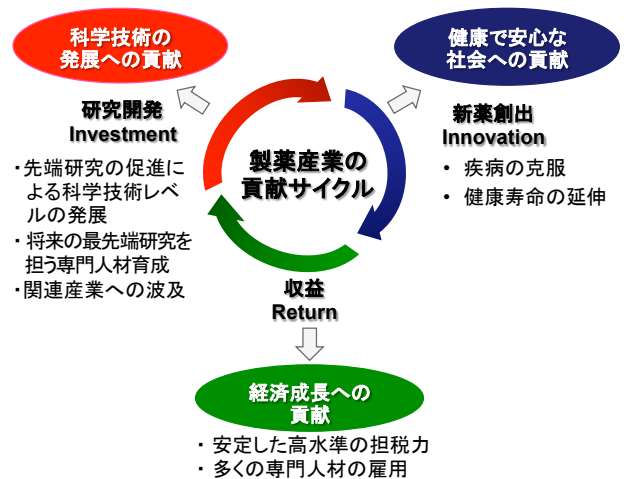 科学技術の
発展への貢献
健康で安心な
社会への貢献
研究開発
Investment
新薬創出
Innovation
製薬産業の
貢献サイクル
・先端研究の促進に
よる科学技術レベ
ルの発展
・将来の最先端研究を
担う専門人材育成
・関連産業への波及
• 疾病の克服
• 健康寿命の延伸
収益
Return
経済成長への
貢献
・安定した高水準の担税力
・多くの専門人材の雇用